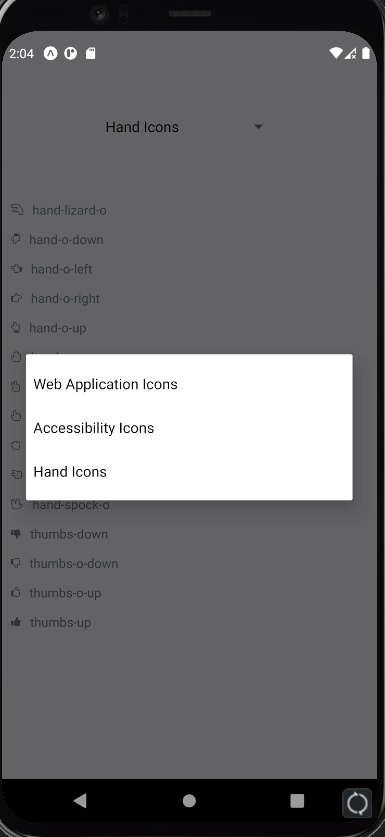 2:04
Hand Icons
hand-lizard-o
hand-o-down
hand-o-left
hand-o-right
hand-o-up
Web Application Icons
Accessibility Icons
Hand Icons
hand-spock-o
thumbs-down
thumbs-o-down
thumbs-o-up
thumbs-up